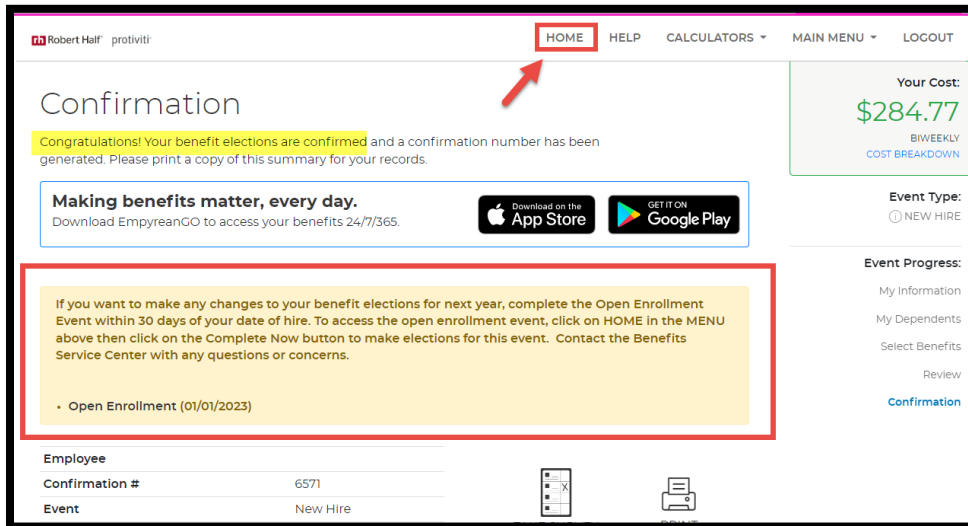 rh Robert Half® protiviti®
HOME HELP CALCULATORS MAIN MENU LOGOUT
Confirmation
Congratulations! Your benefit elections are confirmed and a confirmation number has been
generated. Please print a copy of this summary for your records.
Making benefits matter, every day.
Download EmpyreanGO to access your benefits 24/7/365.
Download on the
App Store
GET IT ON
Google Play
If you want to make any changes to your benefit elections for next year, complete the Open Enrollment
Event within 30 days of your date of hire. To access the open enrollment event, click on HOME in the MENU
above then click on the Complete Now button to make elections for this event. Contact the Benefits
Service Center with any questions or concerns.
• Open Enrollment (01/01/2023)
Employee
Confirmation # 6571
Event New Hire
X
PRINT
Your Cost:
$284.77
BIWEEKLY
COST BREAKDOWN
Event Type:
i NEW HIRE
Event Progress:
My Information
My Dependents
Select Benefits
Review
Confirmation